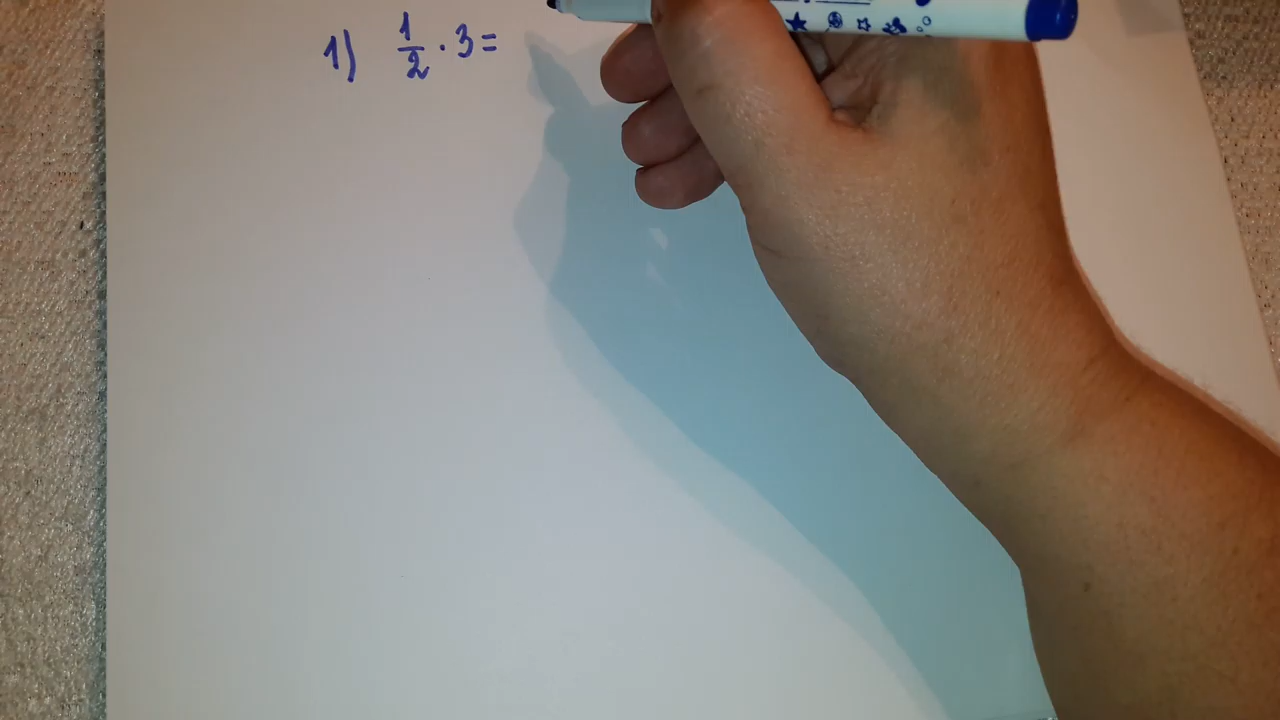 1) 1/2 · 3 =